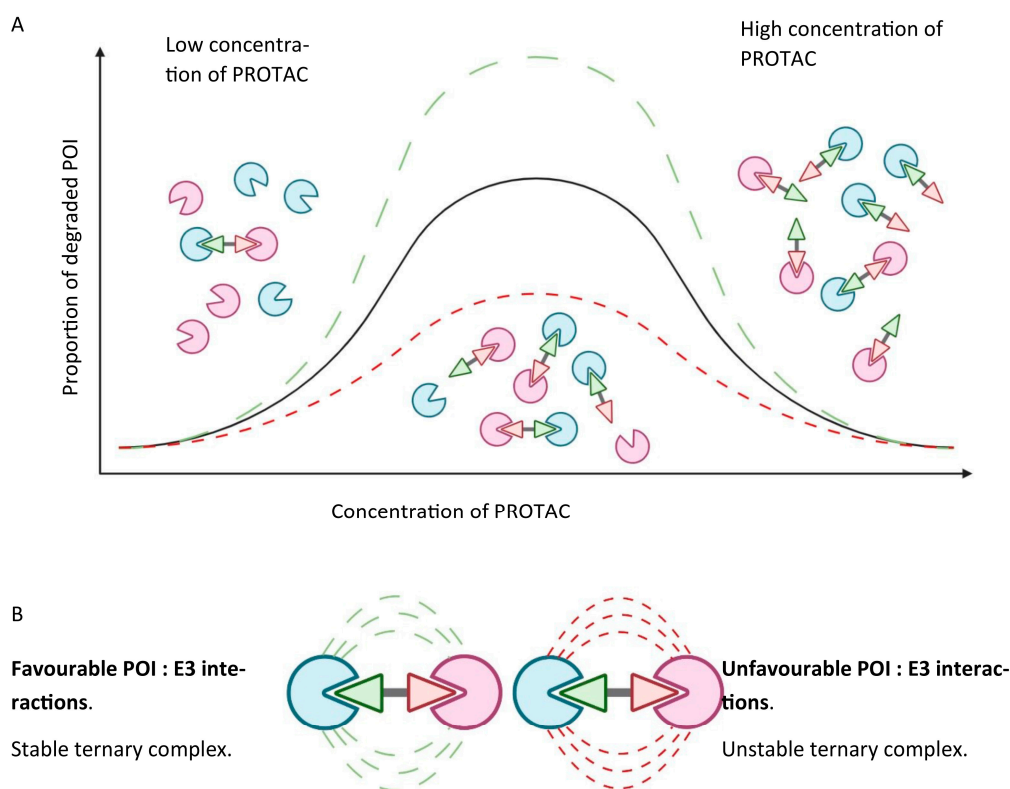 A
Low concentra-
tion of PROTAC
High concentration of
PROTAC
Proportion of degraded POI
Concentration of PROTAC
B
Favourable POI : E3 inte-
ractions.
Stable ternary complex.
Unfavourable POI : E3 interac-
tions.
Unstable ternary complex.